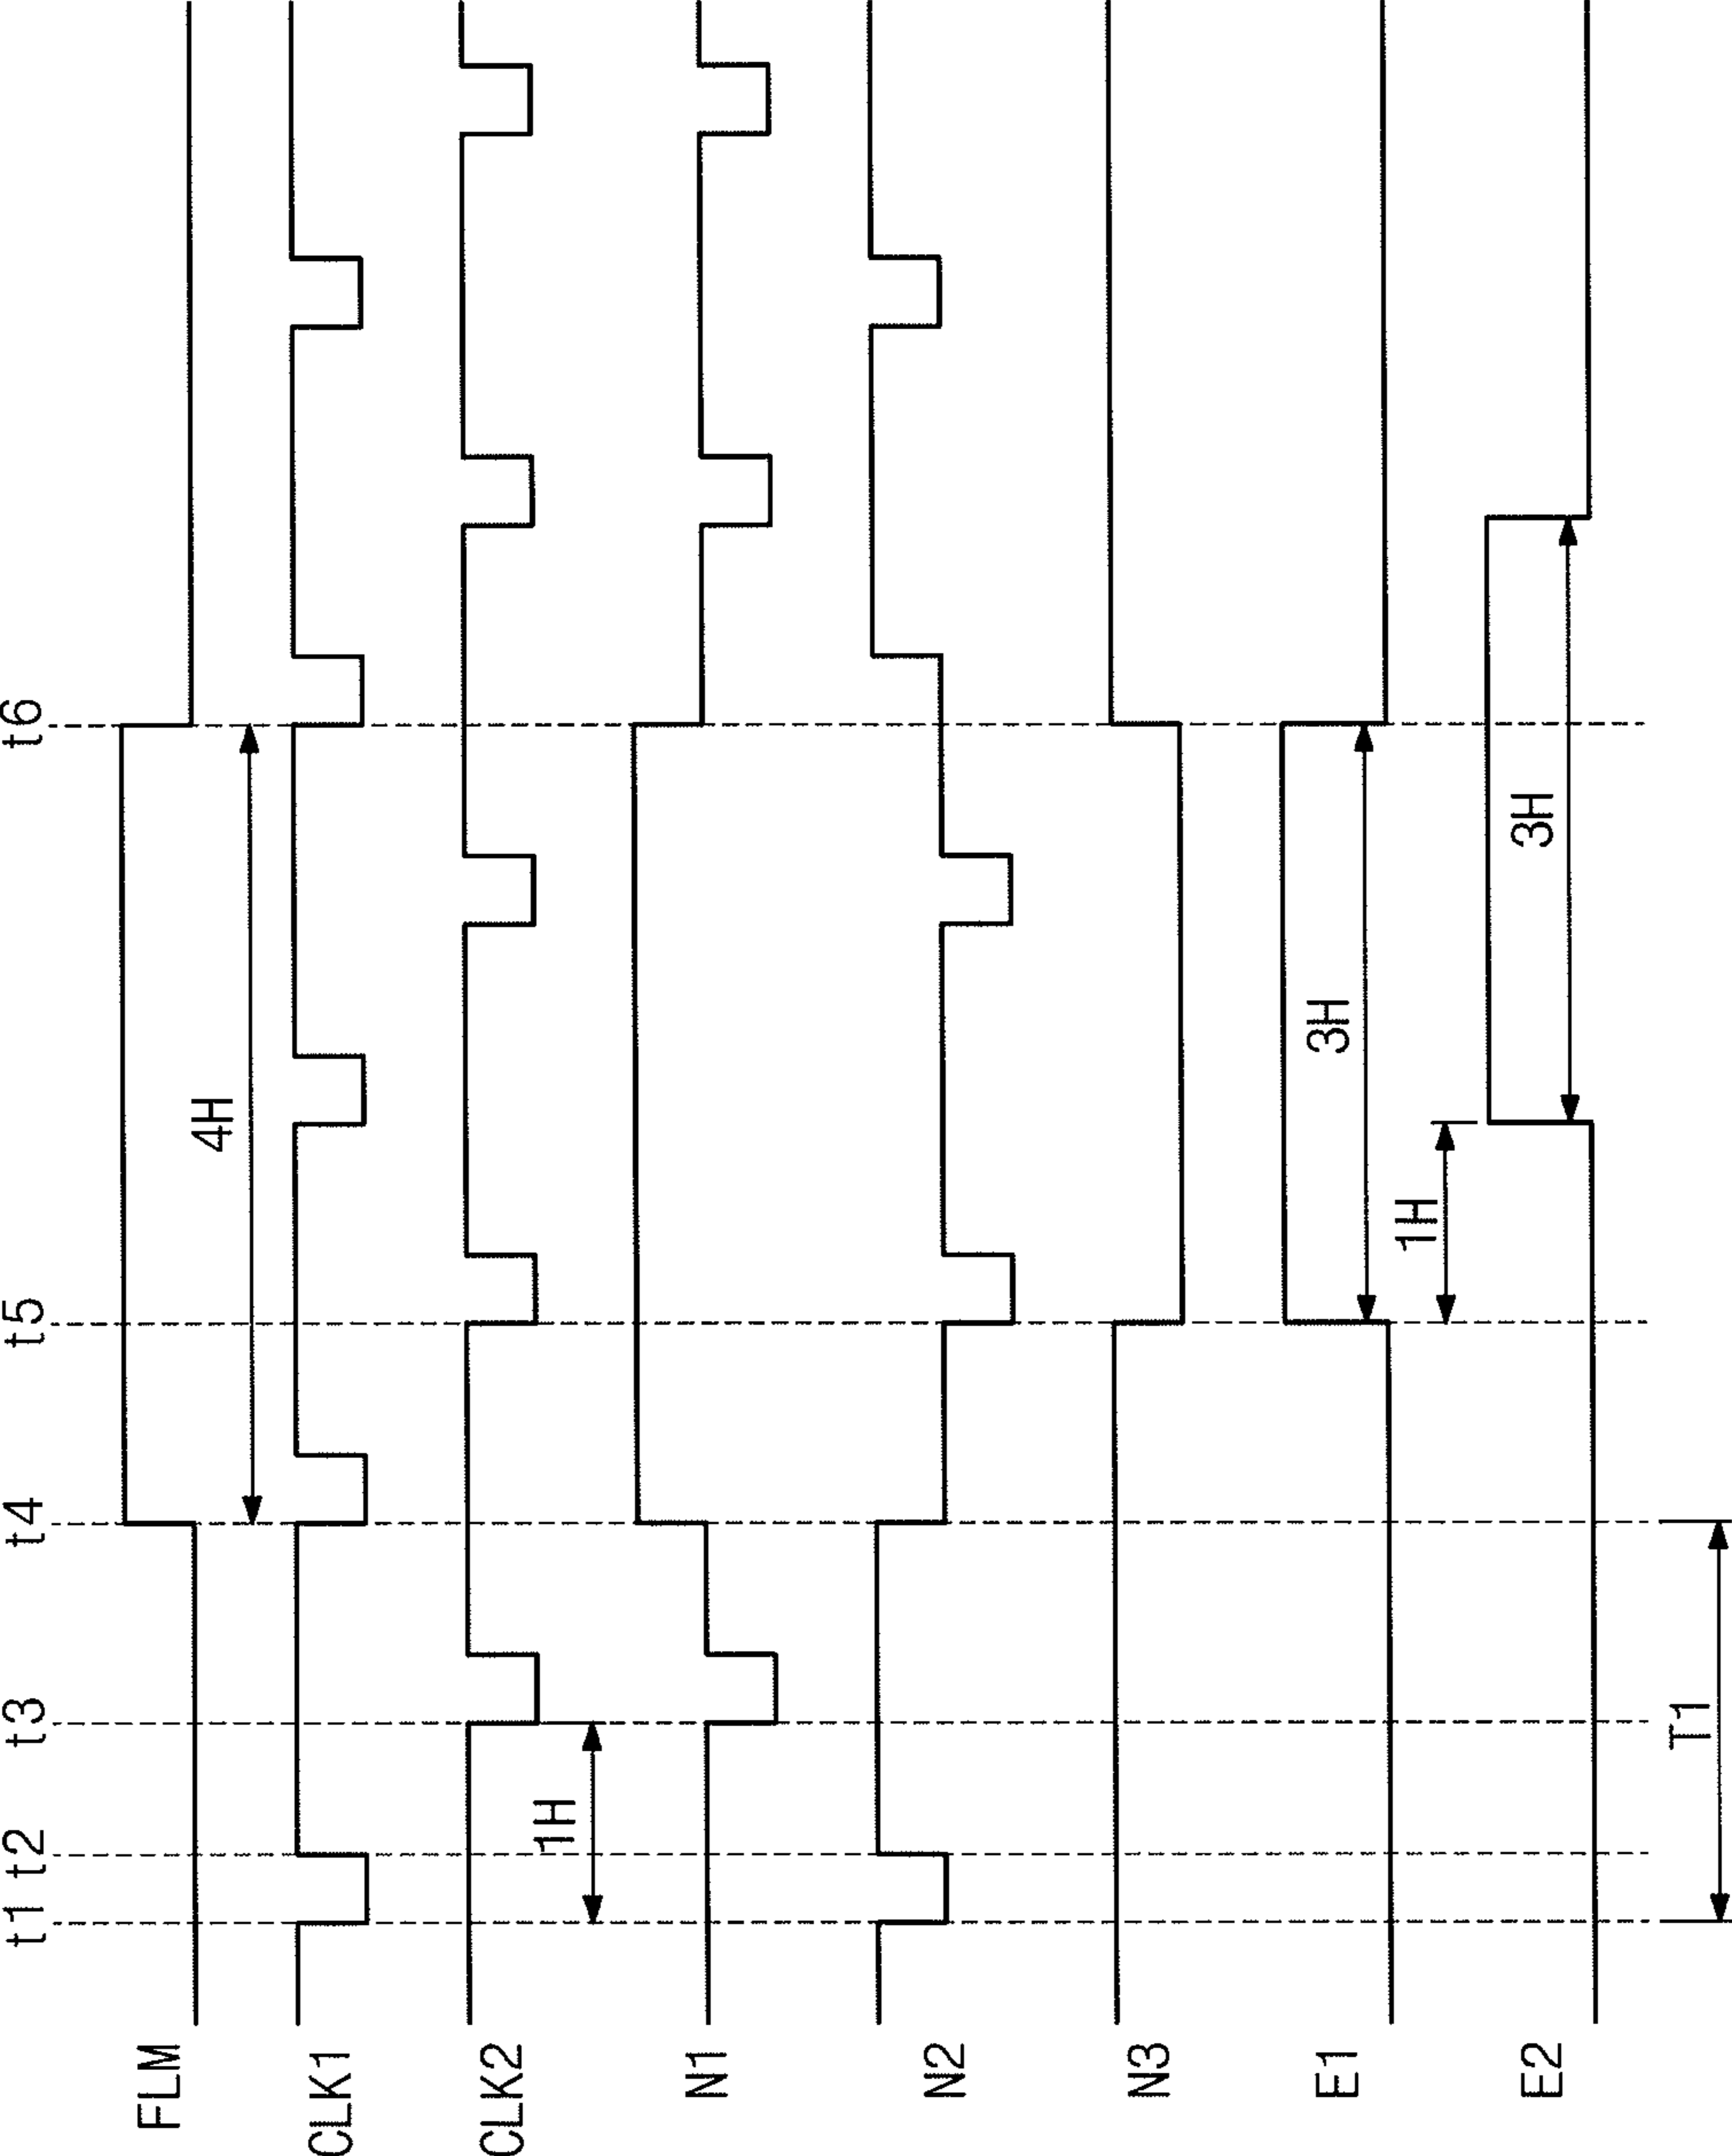 t1 t2 t3 t4 t5 t6
FLM
4H
CLK1
CLK2
1H
N1
N2
N3
E1
3H
1H
E2
3H
T1